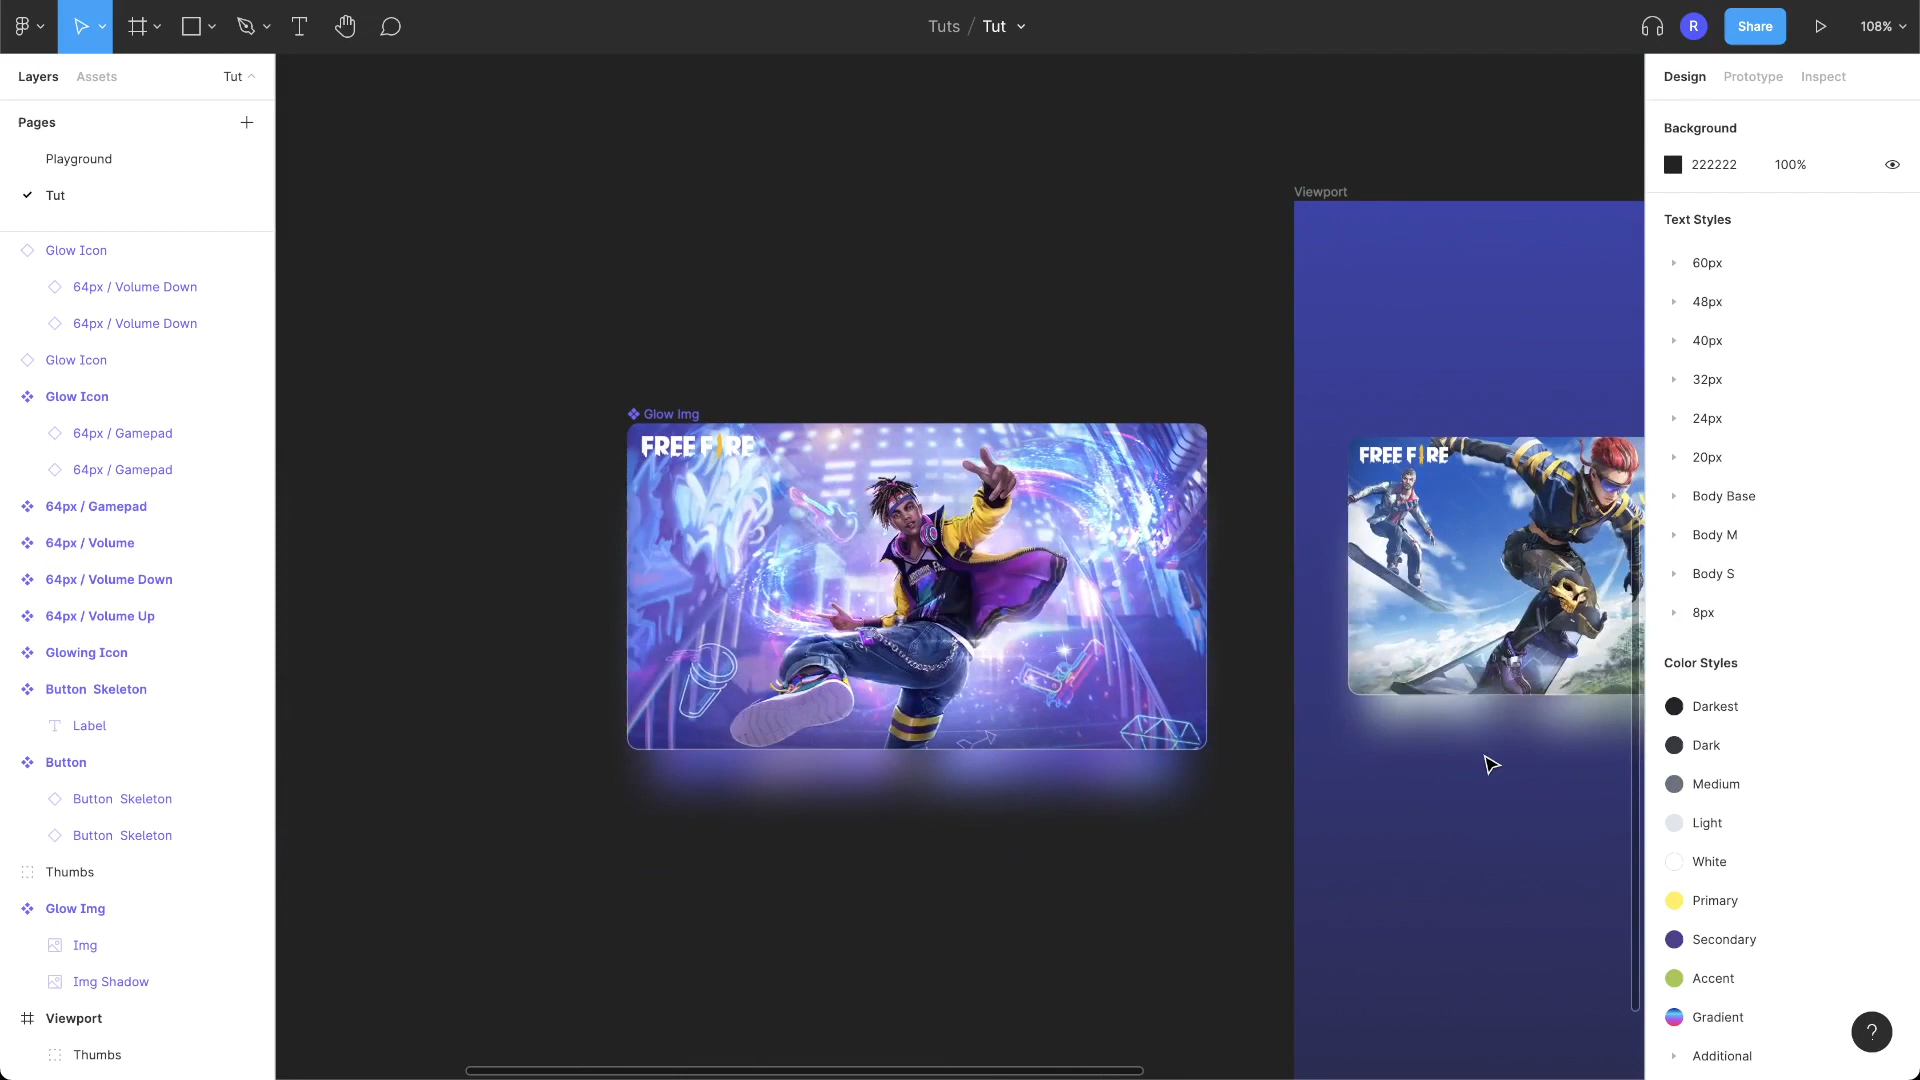 Tuts / Tut
R
Share
108%
Layers
Assets
Tut
Pages
Playground
Tut
Glow Icon
64px / Volume Down
64px / Volume Down
Glow Icon
Glow Icon
64px / Gamepad
64px / Gamepad
64px / Gamepad
64px / Volume
64px / Volume Down
64px / Volume Up
Glowing Icon
Button  Skeleton
Label
Button
Button  Skeleton
Button  Skeleton
Thumbs
Glow Img
Img
Img Shadow
Viewport
Thumbs
Glow Img
FREE FIRE
Viewport
FREE FIRE
Design
Prototype
Inspect
Background
222222
100%
Text Styles
60px
48px
40px
32px
24px
20px
Body Base
Body M
Body S
8px
Color Styles
Darkest
Dark
Medium
Light
White
Primary
Secondary
Accent
Gradient
Additional
?